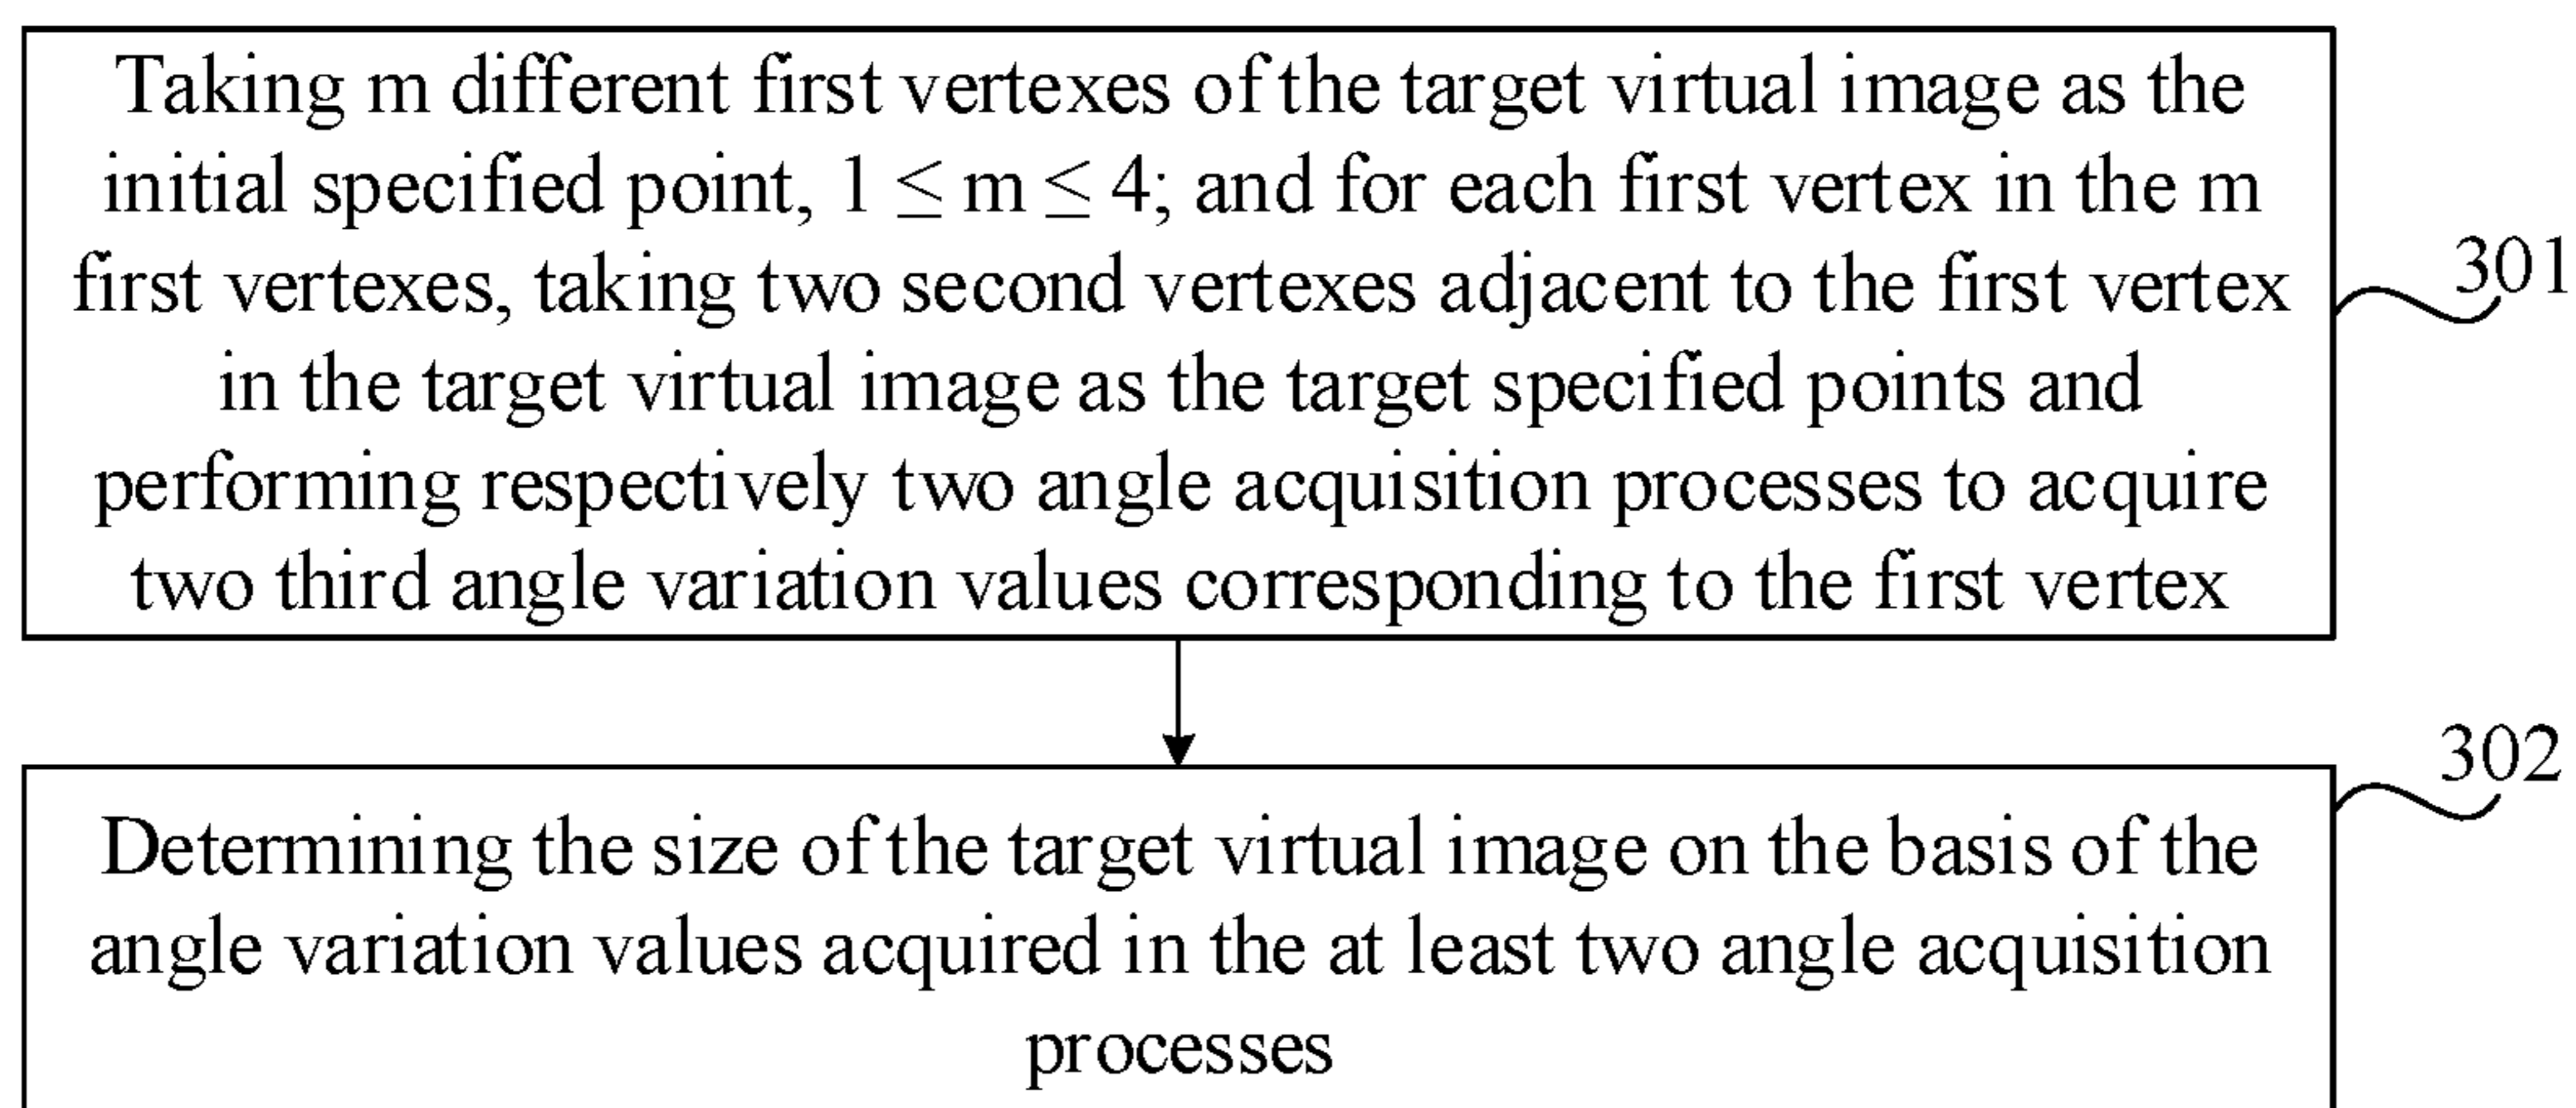 Taking m different first vertexes of the target virtual image as the
initial specified point, 1 ≤ m ≤ 4; and for each first vertex in the m
first vertexes, taking two second vertexes adjacent to the first vertex
in the target virtual image as the target specified points and
performing respectively two angle acquisition processes to acquire
two third angle variation values corresponding to the first vertex
301
302
Determining the size of the target virtual image on the basis of the
angle variation values acquired in the at least two angle acquisition
processes